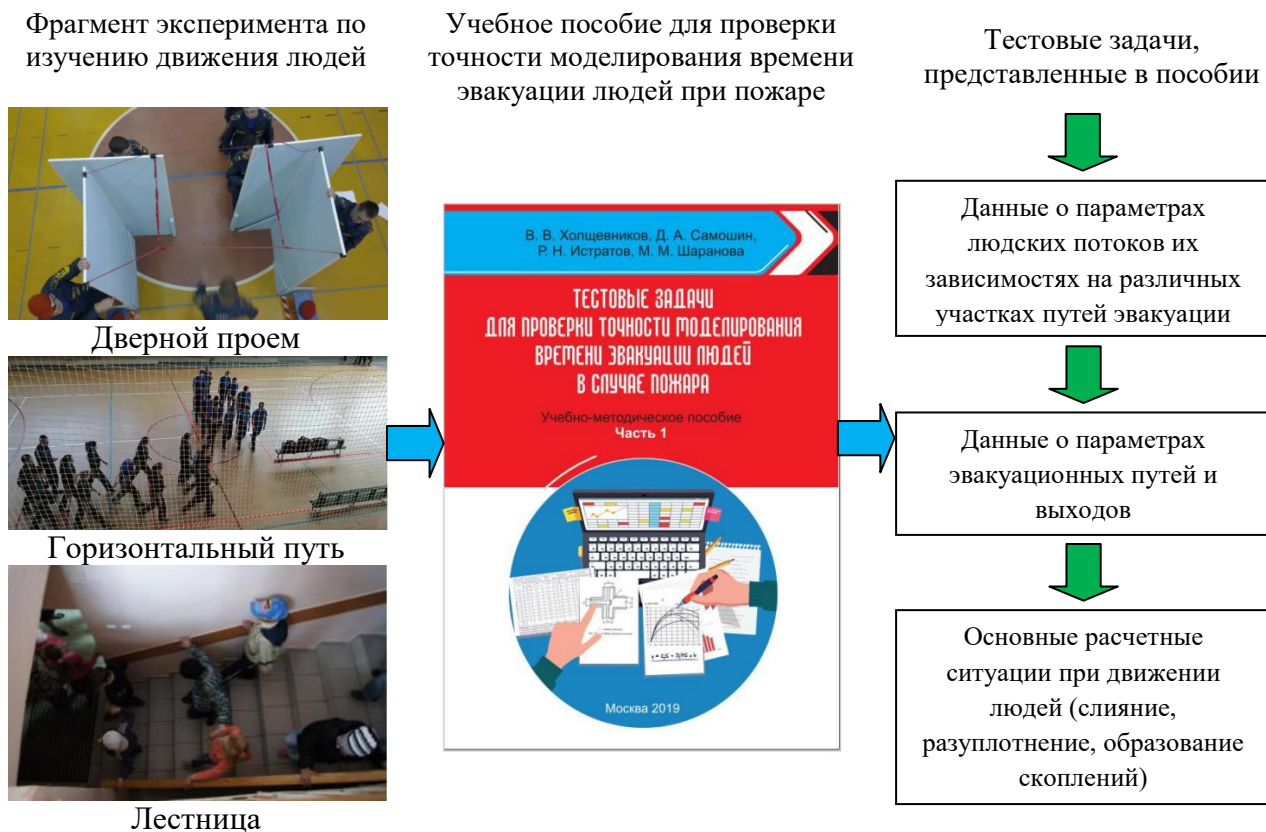 Фрагмент эксперимента по
изучению движения людей
Дверной проем
Горизонтальный путь
Лестница
Учебное пособие для проверки
точности моделирования времени
эвакуации людей при пожаре
В. В. Холщевников, Д. А. Самошин,
Р. Н. Истратов, М. М. Шаранова
ТЕСТОВЫЕ ЗАДАЧИ
ДЛЯ ПРОВЕРКИ ТОЧНОСТИ МОДЕЛИРОВАНИЯ
ВРЕМЕНИ ЭВАКУАЦИИ ЛЮДЕЙ
В СЛУЧАЕ ПОЖАРА
Учебно-методическое пособие
Часть 1
Москва 2019
Тестовые задачи,
представленные в пособии
Данные о параметрах
людских потоков их
зависимостях на различных
участках путей эвакуации
Данные о параметрах
эвакуационных путей и
выходов
Основные расчетные
ситуации при движении
людей (слияние,
разуплотнение, образование
скоплений)